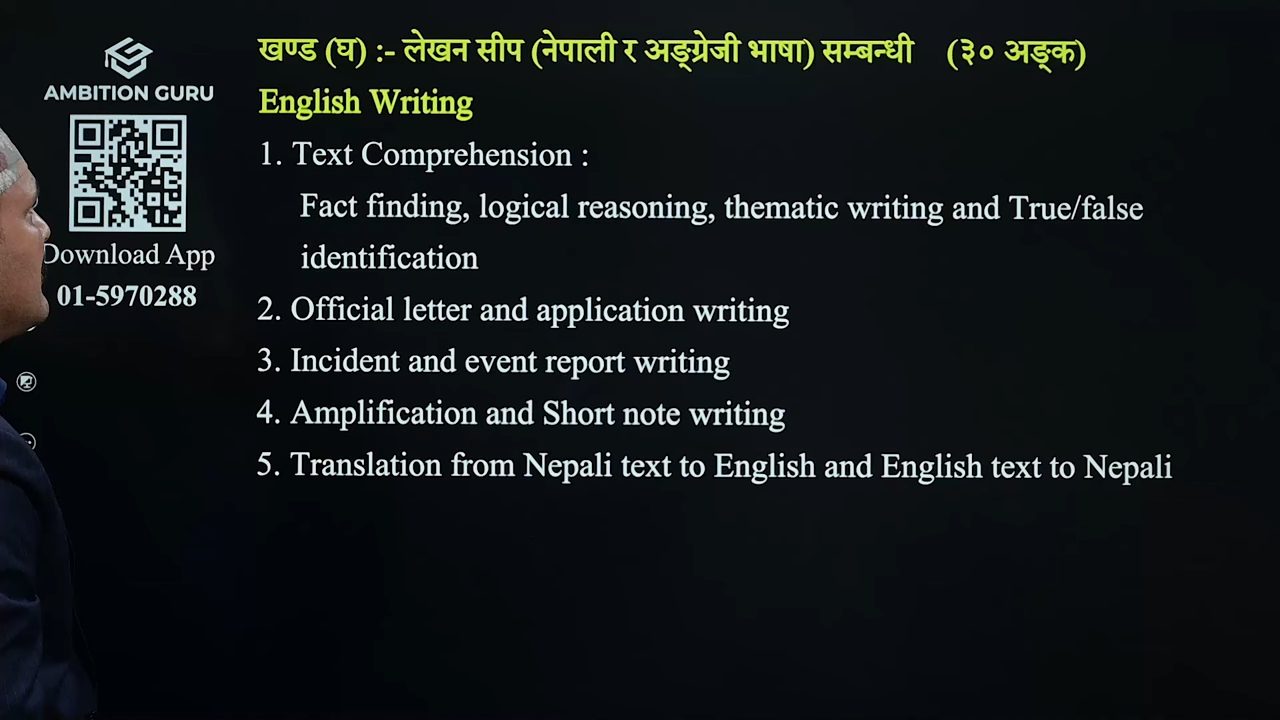 खण्ड (घ) :- लेखन सीप (नेपाली र अङ्ग्रेजी भाषा) सम्बन्धी (३० अङ्क)
English Writing
1. Text Comprehension :
Fact finding, logical reasoning, thematic writing and True/false
identification
2. Official letter and application writing
3. Incident and event report writing
4. Amplification and Short note writing
5. Translation from Nepali text to English and English text to Nepali
AMBITION GURU
Download App
01-5970288